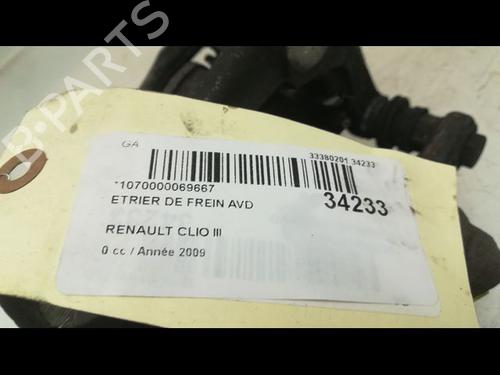 B-PARTS
GA
33380201 34233
*1070000069667
34233
ETRIER DE FREIN AVD
RENAULT CLIO III
0 cc / Année 2009